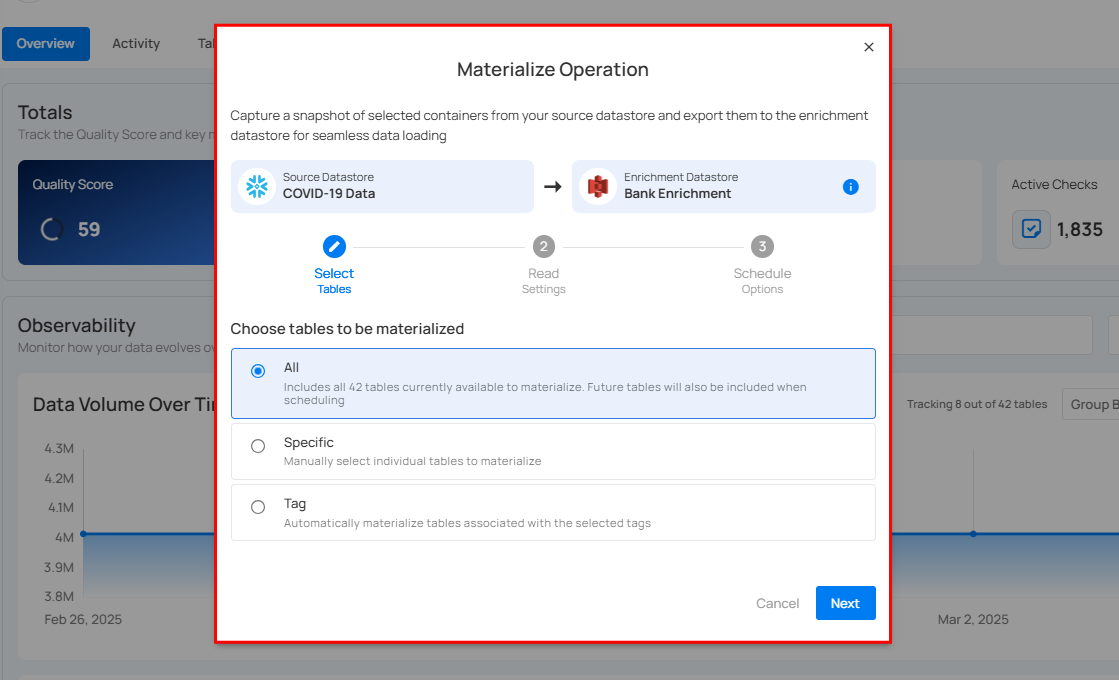 Overview
Activity
Materialize Operation
Capture a snapshot of selected containers from your source datastore and export them to the enrichment
datastore for seamless data loading
Source Datastore
COVID-19 Data
Enrichment Datastore
Bank Enrichment
2
3
Select
Tables
Read
Settings
Schedule
Options
Choose tables to be materialized
All
Includes all 42 tables currently available to materialize. Future tables will also be included when
scheduling
Specific
Manually select individual tables to materialize
Tag
Automatically materialize tables associated with the selected tags
Cancel
Next
Totals
Track the Quality Score and key
Quality Score
59
Active Checks
1,835
Observability
Monitor how your data evolves
Data Volume Over
Tracking 8 out of 42 tables
Group
4.3M
4.2M
4.1M
4M
3.9M
3.8M
Feb 26, 2025
Mar 2, 2025